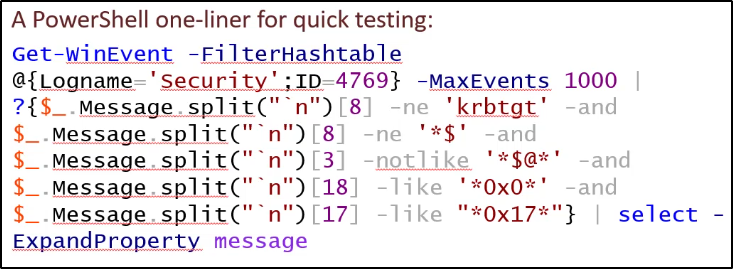 A PowerShell one-liner for quick testing:
Get-WinEvent -FilterHashtable
@{Logname='Security';ID=4769} -MaxEvents 1000 |
?{$_.Message.split("`n")[8] -ne 'krbtgt' -and
$_.Message.split("`n")[8] -ne '*$' -and
$_.Message.split("`n")[3] -notlike '*$@*' -and
$_.Message.split("`n")[18] -like '*0x0*' -and
$_.Message.split("`n")[17] -like "*0x17*"} | select -
ExpandProperty message